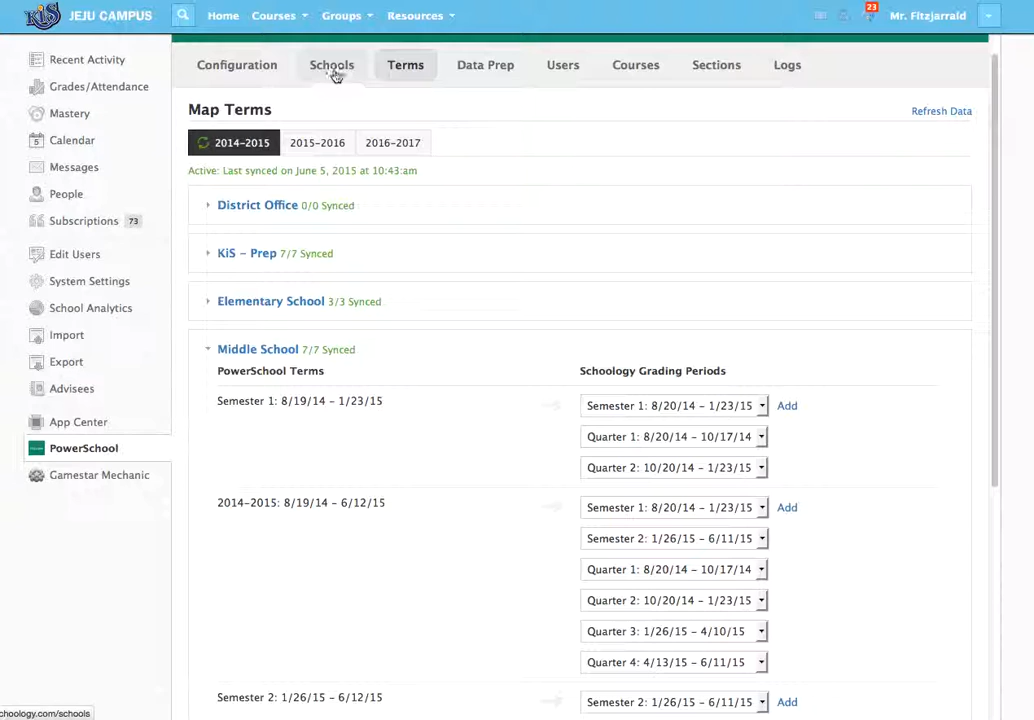 KiS JEJU CAMPUS Home Courses Groups Resources 23 Mr. Fitzjarrald
Recent Activity
Grades/Attendance
Mastery
5 Calendar
Messages
People
Subscriptions 73
Edit Users
System Settings
School Analytics
Import
Export
Advisees
App Center
PowerSchool
Gamestar Mechanic
Configuration Schools Terms Data Prep Users Courses Sections Logs
Map Terms
Refresh Data
2014-2015 2015-2016 2016-2017
Active: Last synced on June 5, 2015 at 10:43:am
District Office 0/0 Synced
KiS - Prep 7/7 Synced
Elementary School 3/3 Synced
Middle School 7/7 Synced
PowerSchool Terms Schoology Grading Periods
Semester 1: 8/19/14 - 1/23/15 Semester 1: 8/20/14 - 1/23/15 Add
Quarter 1: 8/20/14 - 10/17/14
Quarter 2: 10/20/14 - 1/23/15
2014-2015: 8/19/14 - 6/12/15 Semester 1: 8/20/14 - 1/23/15 Add
Semester 2: 1/26/15 - 6/11/15
Quarter 1: 8/20/14 - 10/17/14
Quarter 2: 10/20/14 - 1/23/15
Quarter 3: 1/26/15 - 4/10/15
Quarter 4: 4/13/15 - 6/11/15
Semester 2: 1/26/15 - 6/12/15 Semester 2: 1/26/15 - 6/11/15 Add
choology.com/schools